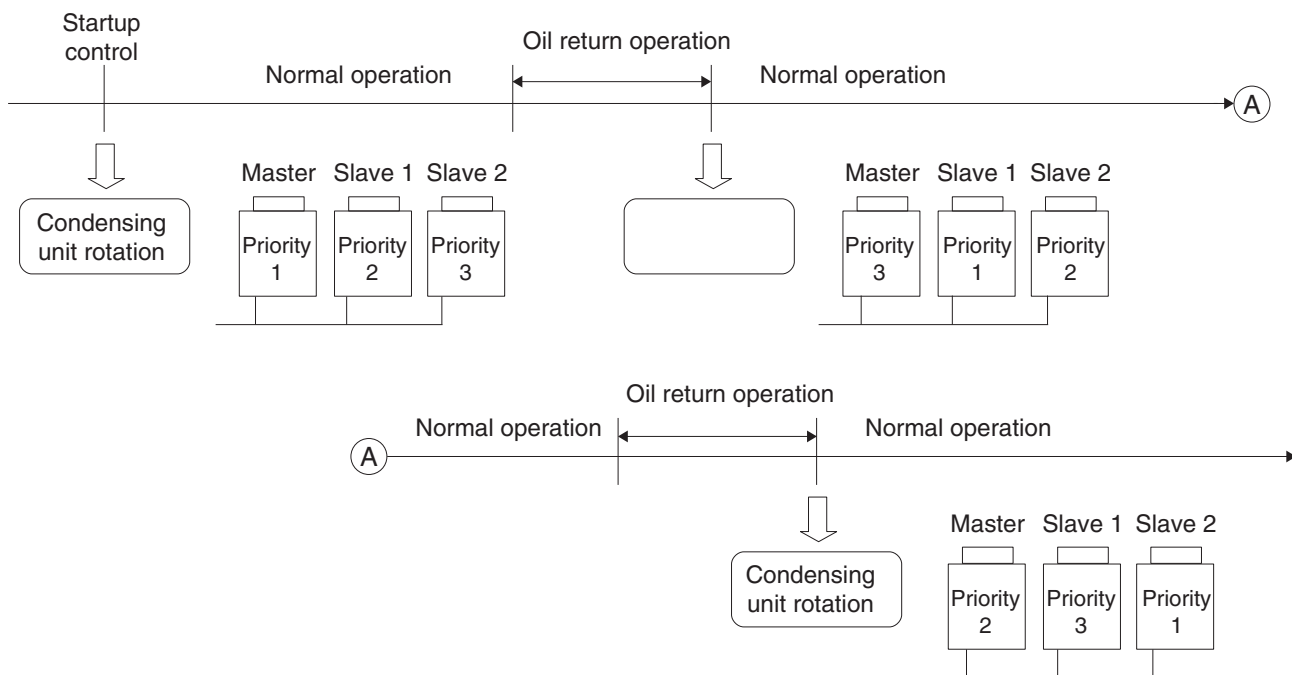 Startup
control
Normal operation
Oil return operation
Normal operation
A
Condensing
unit rotation
Master Slave 1 Slave 2
Priority
1
Priority
2
Priority
3
Master Slave 1 Slave 2
Priority
3
Priority
1
Priority
2
A
Normal operation
Oil return operation
Normal operation
Condensing
unit rotation
Master Slave 1 Slave 2
Priority
2
Priority
3
Priority
1